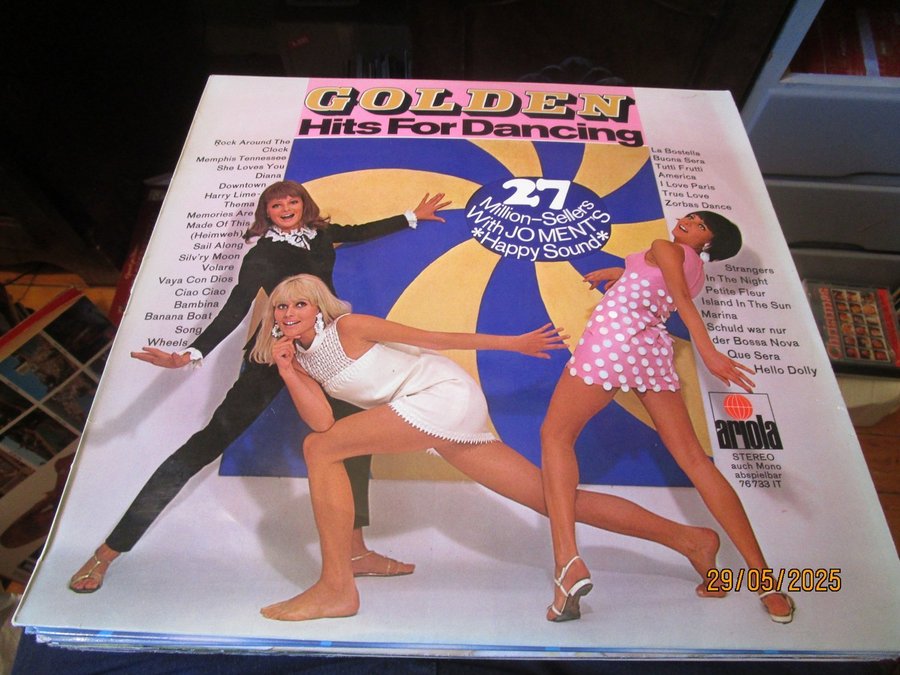 GOLDEN
Hits For Dancing
Rock Around The
Clock
Memphis Tennessee
She Loves You
Diana
Downtown
Harry Lime-
Thema
Memories Are
Made Of This
(Heimweh)
Sail Along
Silv'ry Moon
Volare
Vaya Con Dios
Ciao Ciao
Bambina
Banana Boat
Song
Wheels
27
Million-Sellers
With JO MENTS
*Happy Sound*
La Bostella
Buona Sera
Tutti Frutti
America
I Love Paris
True Love
Zorbas Dance
Strangers
In The Night
Petite Fleur
Island In The Sun
Marina
Schuld war nur
der Bossa Nova
Que Sera
Hello Dolly
ariola
STEREO
auch Mono
abspielbar
76733 IT
29/05/2025